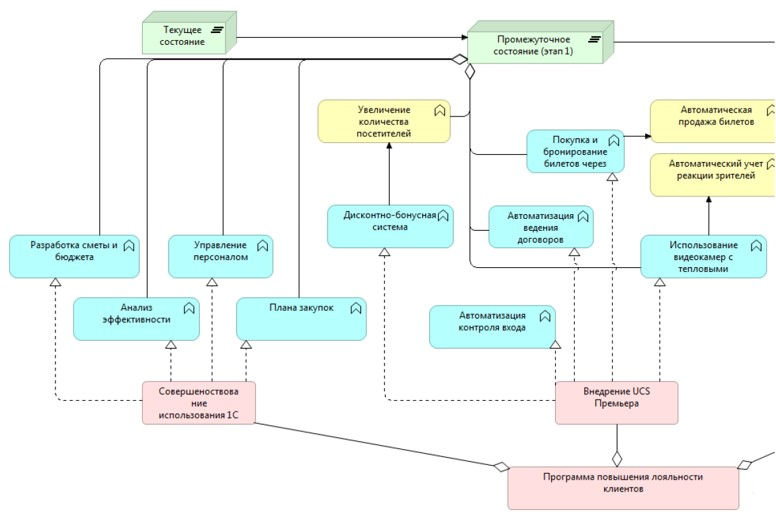 Текущее
состояние
Промежуточное
состояние (этап 1)
Увеличение
количества
посетителей
Покупка и
бронирование
билетов через
Автоматическая
продажа билетов
Автоматический учет
реакции зрителей
Разработка сметы и
бюджета
Управление
персоналом
Дисконтно-бонусная
система
Автоматизация
ведения
договоров
Использование
видеокамер с
тепловыми
Анализ
эффективности
Плана закупок
Автоматизация
контроля входа
Совершеноствова
ние
использования 1С
Внедрение UCS
Премьера
Программа повышения лояльности
клиентов